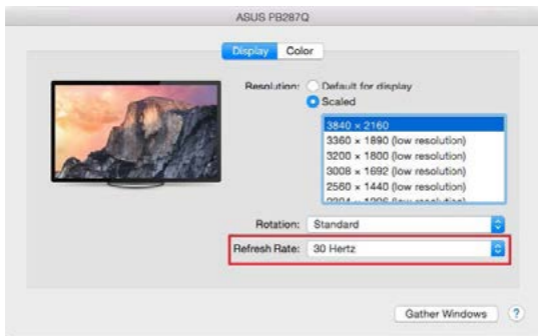 ASUS PB287Q
Display Color
Resolution: Default for display
Scaled
3840 × 2160
3360 × 1890 (low resolution)
3200 × 1800 (low resolution)
3008 × 1692 (low resolution)
2560 × 1440 (low resolution)
Rotation: Standard
Refresh Rate: 30 Hertz
Gather Windows ?